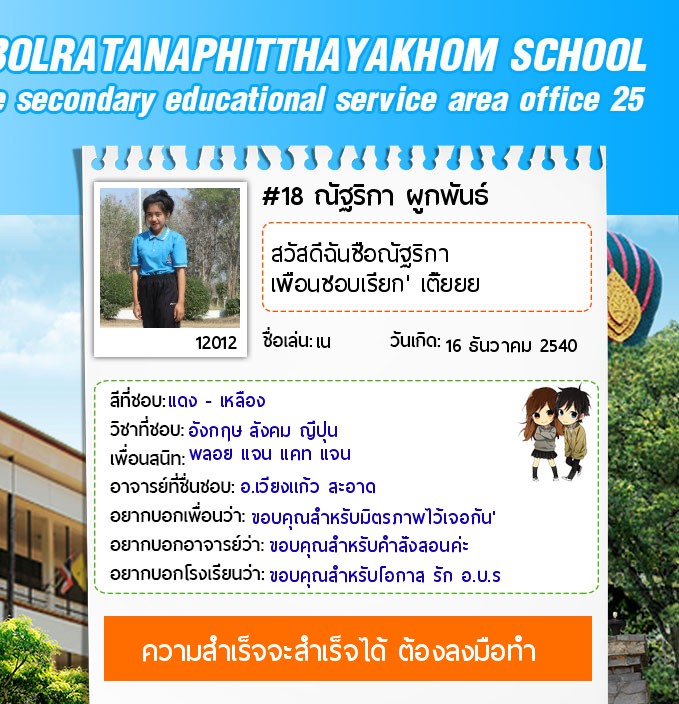 BOLRATANAPHITTHAYAKHOM SCHOOL
e secondary educational service area office 25
#18 ณัฐริกา ผูกพันธ์
สวัสดีฉันชื่อณัฐริกา
เพื่อนชอบเรียก' เตี๊ยยย
12012
ชื่อเล่น: เน วันเกิด: 16 ธันวาคม 2540
สีที่ชอบ: แดง - เหลือง
วิชาที่ชอบ: อังกฤษ สังคม ญี่ปุ่น
เพื่อนสนิท: พลอย แจน แคท แจน
อาจารย์ที่ชื่นชอบ: อ.เวียงแก้ว สะอาด
อยากบอกเพื่อนว่า: ขอบคุณสำหรับมิตรภาพไว้เจอกัน'
อยากบอกอาจารย์ว่า: ขอบคุณสำหรับคำสั่งสอนค่ะ
อยากบอกโรงเรียนว่า: ขอบคุณสำหรับโอกาส รัก อ.บ.ร
ความสำเร็จจะสำเร็จได้ ต้องลงมือทำ